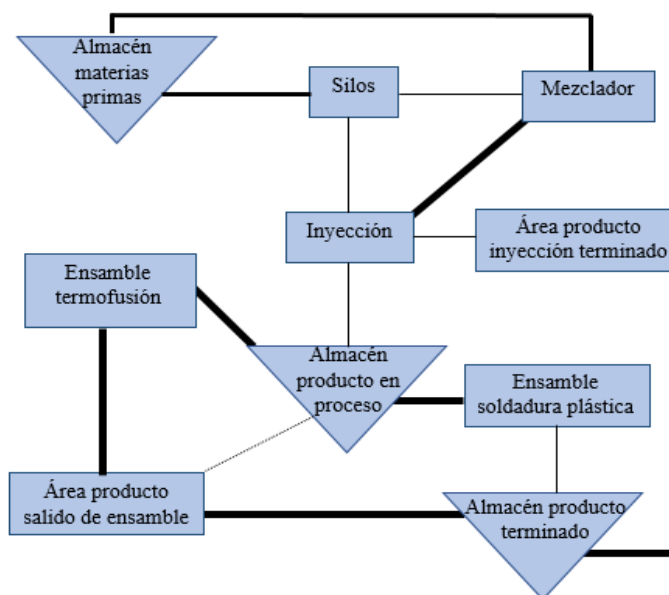 Almacén
materias
primas
Silos
Mezclador
Inyección
Área producto
inyección terminado
Ensamble
termofusión
Almacén
producto en
proceso
Ensamble
soldadura plástica
Área producto
salido de ensamble
Almacén producto
terminado